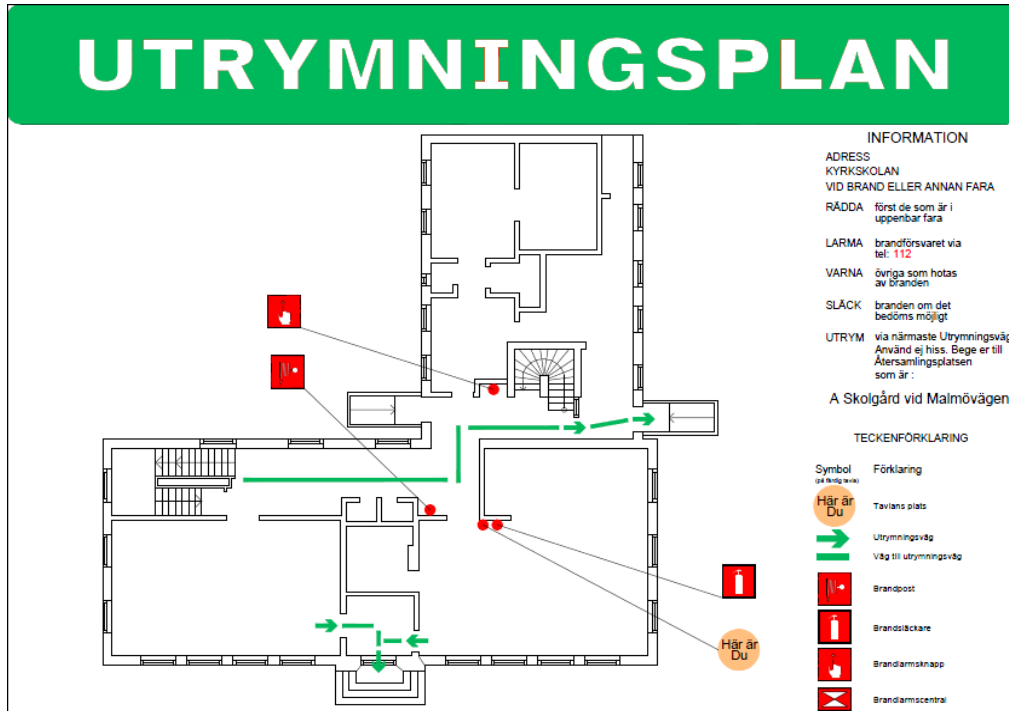 UTRYMNINGSPLAN
INFORMATION
ADRESS
KYRKSKOLAN
VID BRAND ELLER ANNAN FARA
RÄDDA först de som är i
uppenbar fara
LARMA brandförsvaret via
tel: 112
VARNA övriga som hotas
av branden
SLÄCK branden om det
bedöms möjligt
UTRYM via närmaste Utrymningsväg
Använd ej hiss. Bege er till
Återsamlingsplatsen
som är :
A Skolgård vid Malmövägen
TECKENFÖRKLARING
Symbol Förklaring
(på färdig tavla)
Här är
Du
Tavlans plats
Utrymningsväg
Väg till utrymningsväg
Brandpost
Brandsläckare
Brandlarmsknapp
Brandlarmscentral
Här är
Du